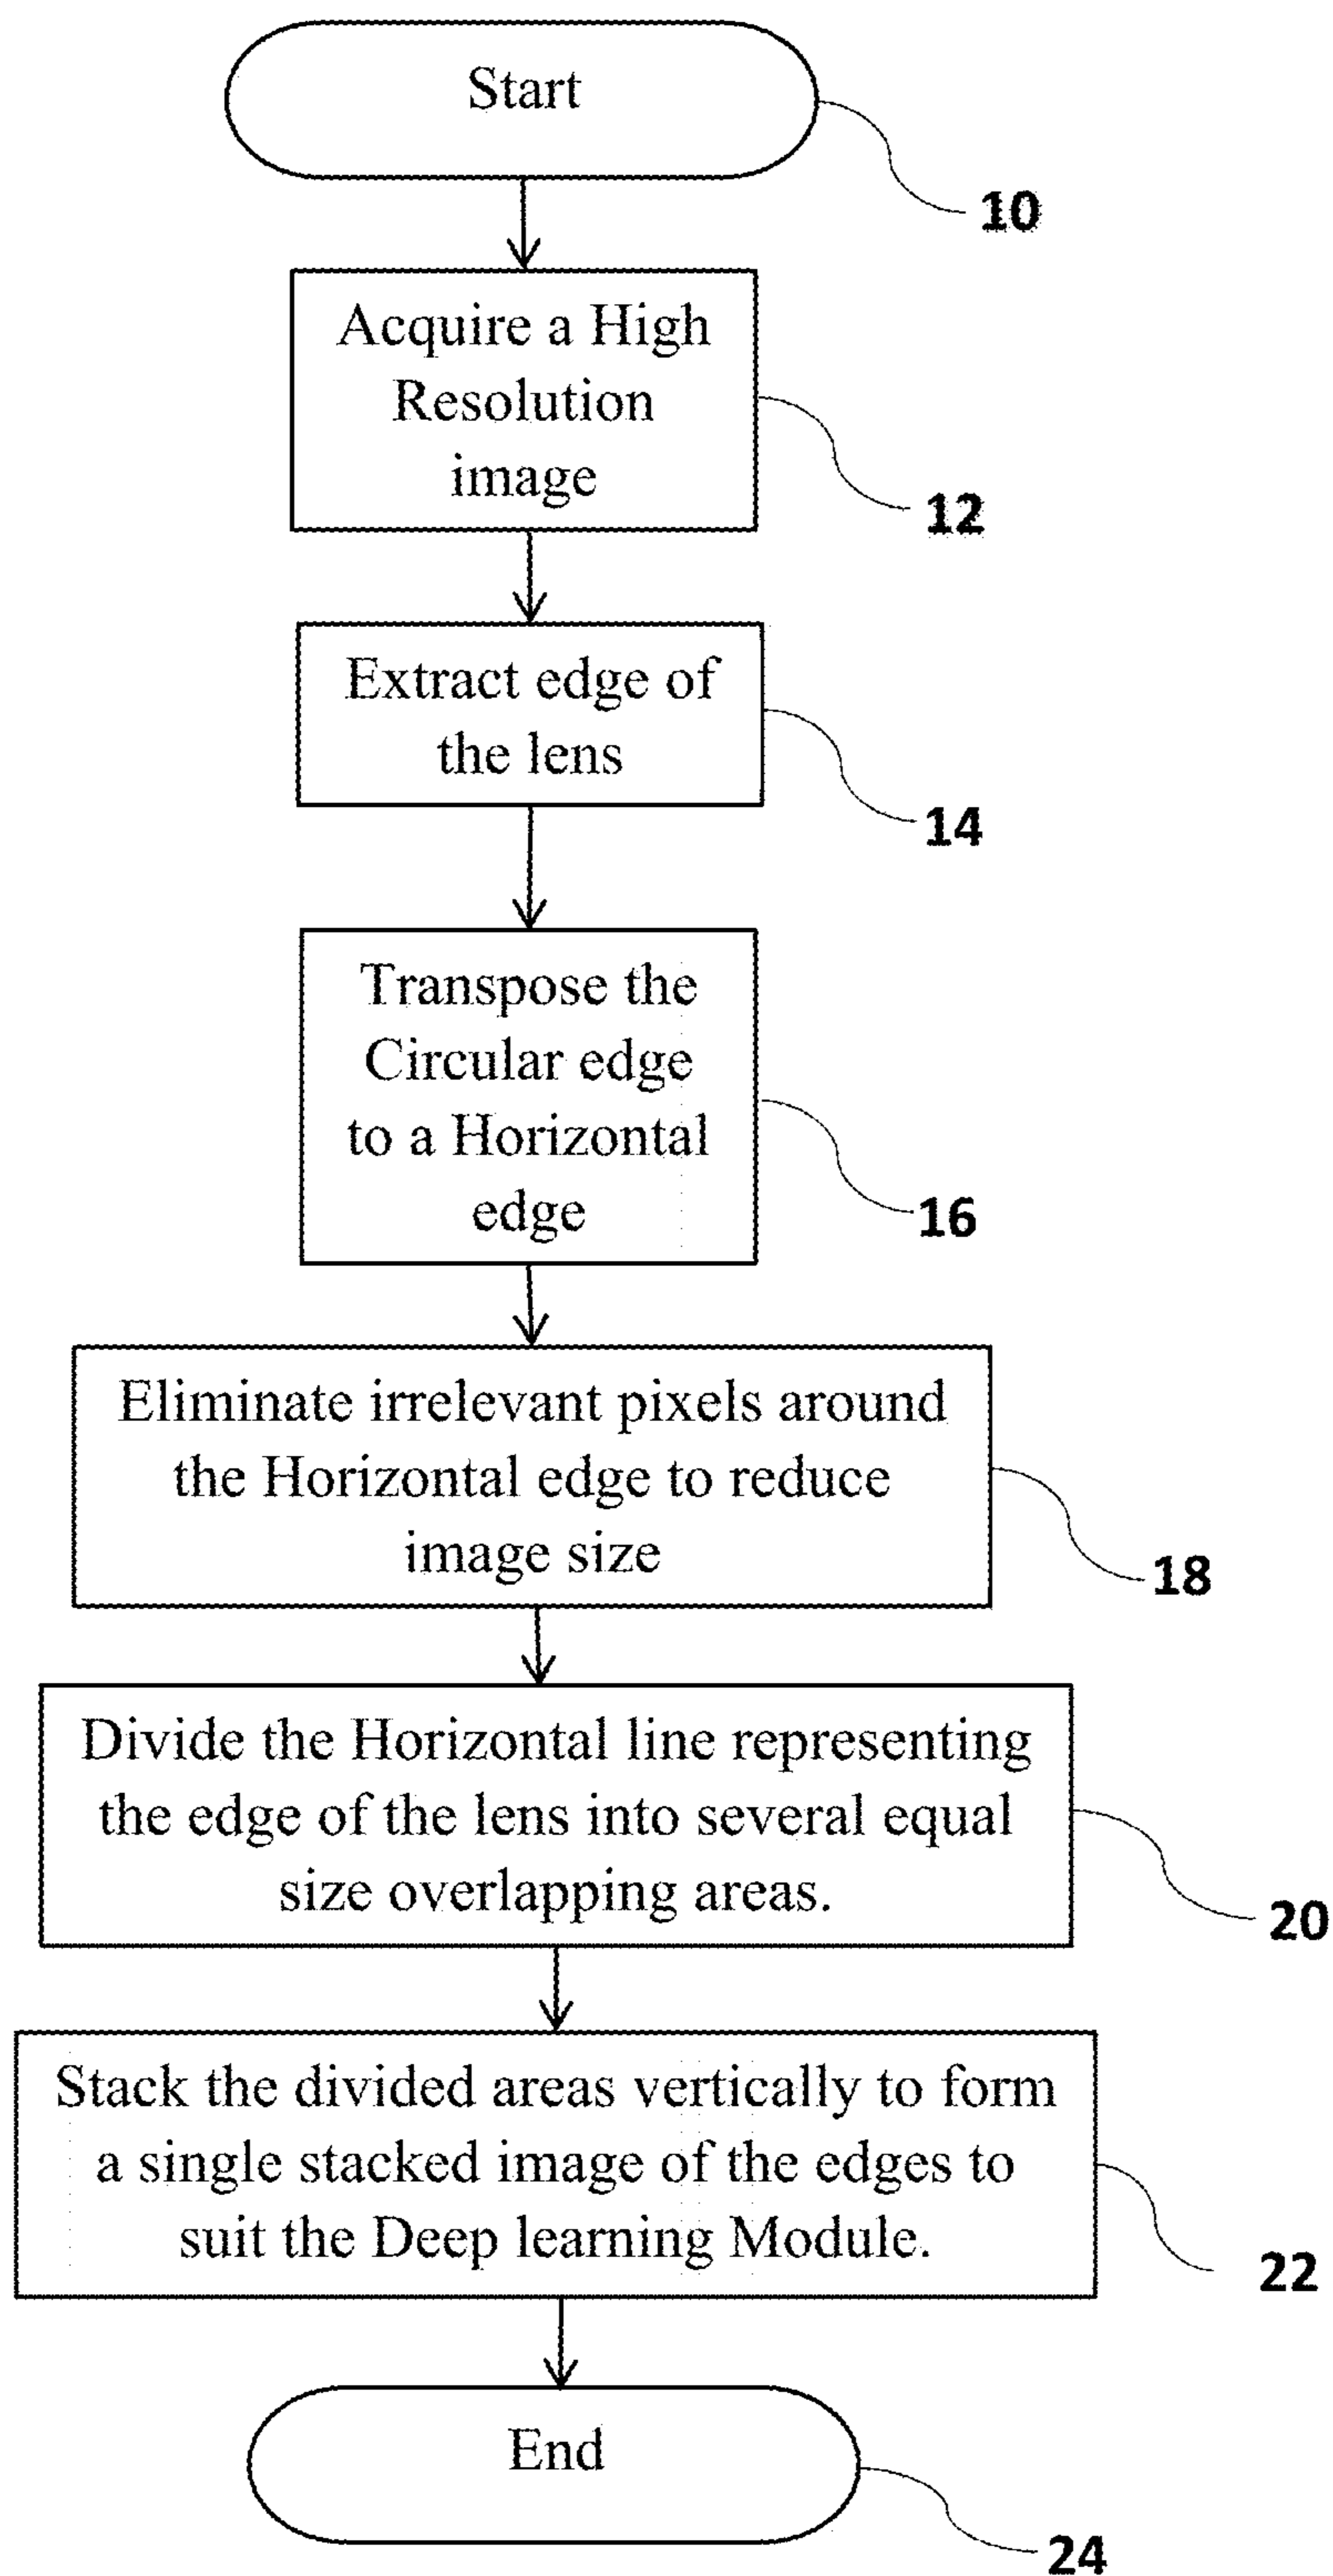 Start
10
Acquire a High
Resolution
image
12
Extract edge of
the lens
14
Transpose the
Circular edge
to a Horizontal
edge
16
Eliminate irrelevant pixels around
the Horizontal edge to reduce
image size
18
Divide the Horizontal line representing
the edge of the lens into several equal
size overlapping areas.
20
Stack the divided areas vertically to form
a single stacked image of the edges to
suit the Deep learning Module.
22
End
24